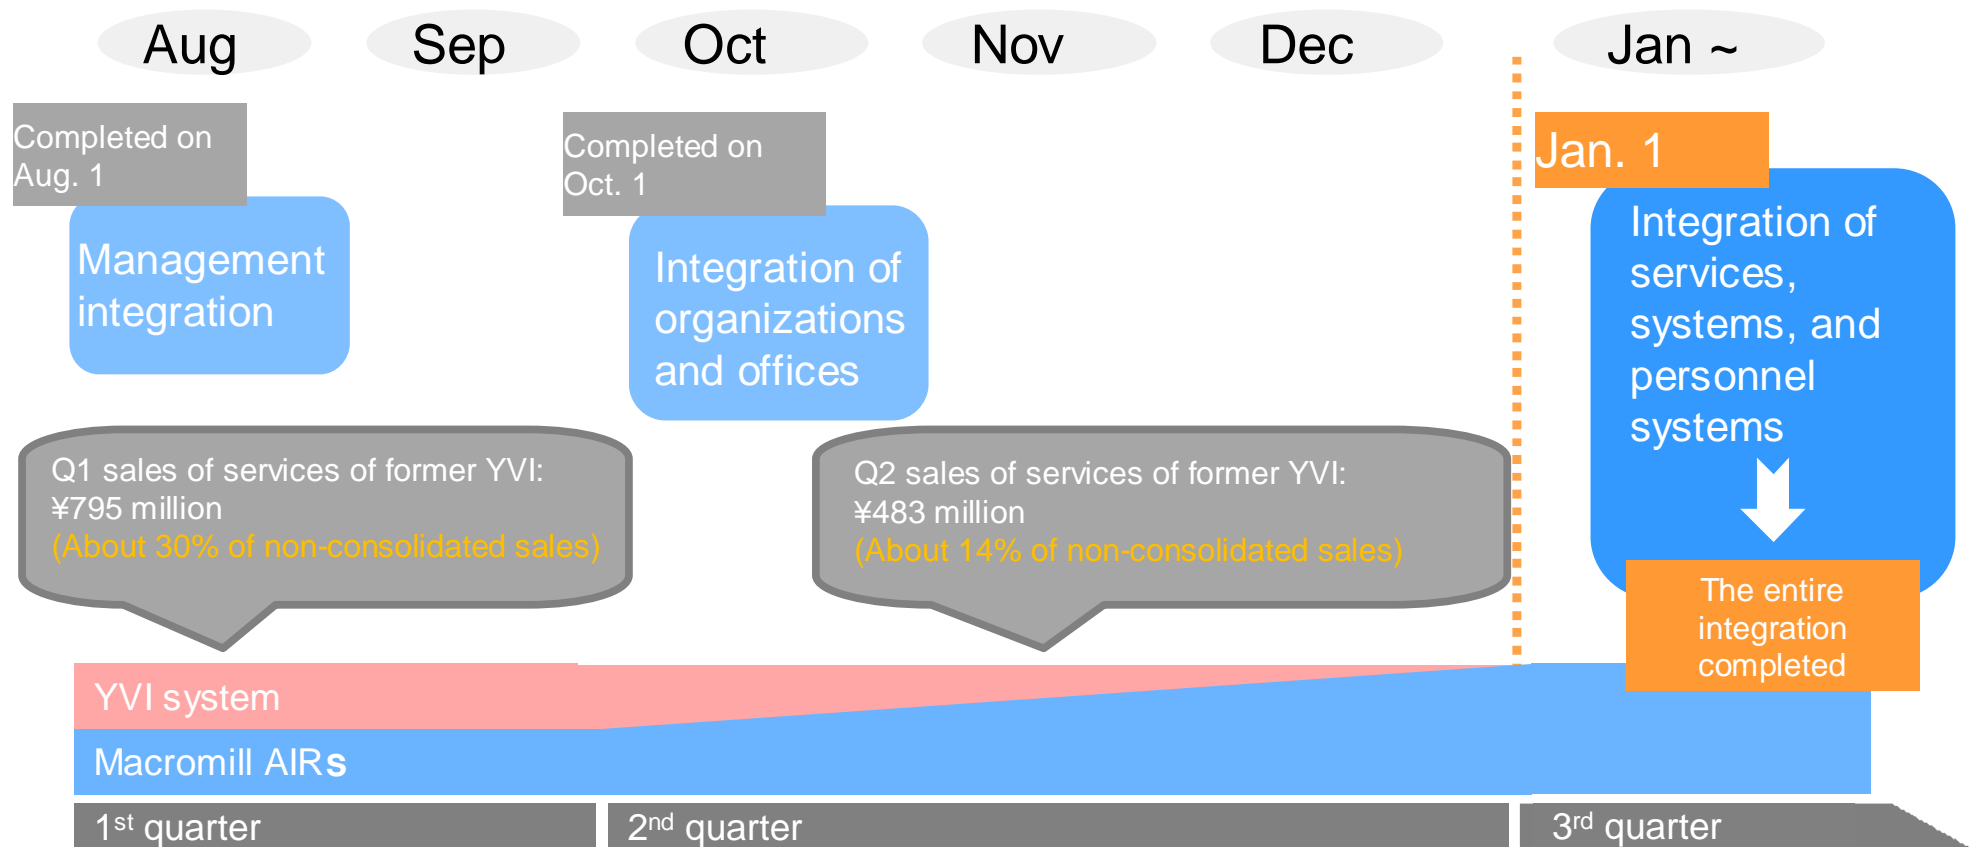 Aug
Sep
Oct
Nov
Dec
Jan ~
Completed on
Aug. 1
Management
integration
Completed on
Oct. 1
Integration of
organizations
and offices
Jan. 1
Integration of
services,
systems, and
personnel
systems
The entire
integration
completed
Q1 sales of services of former YVI:
¥795 million
(About 30% of non-consolidated sales)
Q2 sales of services of former YVI:
¥483 million
(About 14% of non-consolidated sales)
YVI system
Macromill AIRs
1st quarter
2nd quarter
3rd quarter